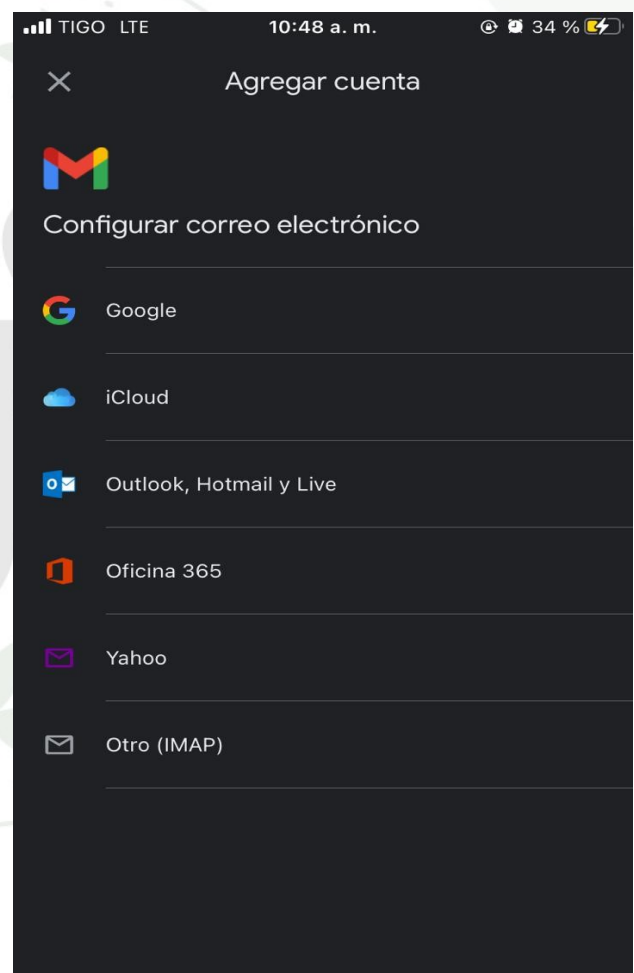 TIGO LTE 10:48 a. m. 34 %
Agregar cuenta
Configurar correo electrónico
Google
iCloud
Outlook, Hotmail y Live
Oficina 365
Yahoo
Otro (IMAP)